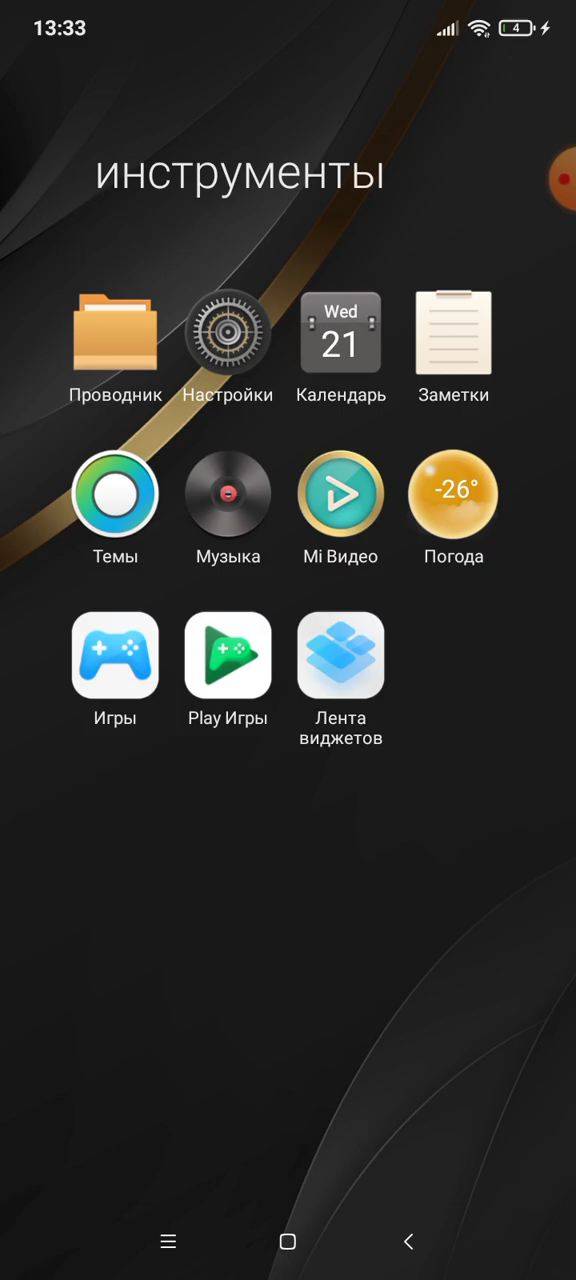 13:33
4
инструменты
Wed
21
Проводник
Настройки
Календарь
Заметки
-26°
Темы
Музыка
Mi Видео
Погода
Игры
Play Игры
Лента
виджетов